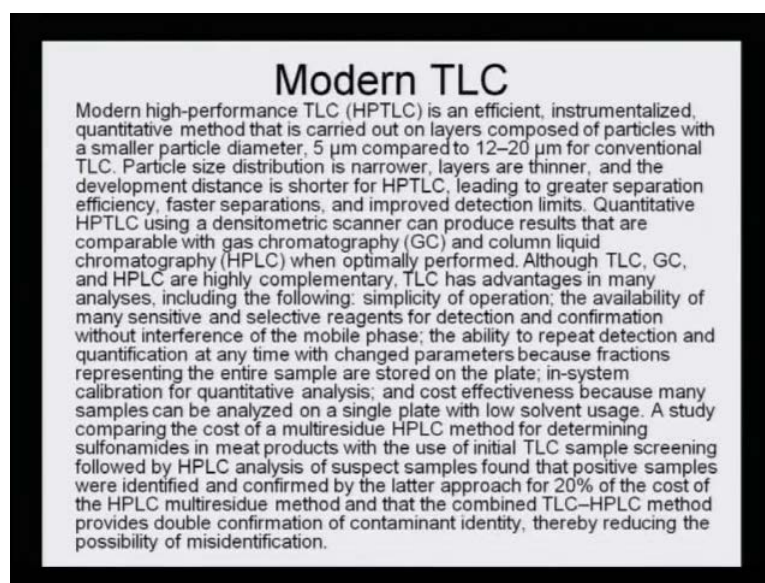 Modern TLC
Modern high-performance TLC (HPTLC) is an efficient, instrumentalized,
quantitative method that is carried out on layers composed of particles with
a smaller particle diameter, 5 μm compared to 12–20 μm for conventional
TLC. Particle size distribution is narrower, layers are thinner, and the
development distance is shorter for HPTLC, leading to greater separation
efficiency, faster separations, and improved detection limits. Quantitative
HPTLC using a densitometric scanner can produce results that are
comparable with gas chromatography (GC) and column liquid
chromatography (HPLC) when optimally performed. Although TLC, GC,
and HPLC are highly complementary, TLC has advantages in many
analyses, including the following: simplicity of operation; the availability of
many sensitive and selective reagents for detection and confirmation
without interference of the mobile phase; the ability to repeat detection and
quantification at any time with changed parameters because fractions
representing the entire sample are stored on the plate; in-system
calibration for quantitative analysis; and cost effectiveness because many
samples can be analyzed on a single plate with low solvent usage. A study
comparing the cost of a multiresidue HPLC method for determining
sulfonamides in meat products with the use of initial TLC sample screening
followed by HPLC analysis of suspect samples found that positive samples
were identified and confirmed by the latter approach for 20% of the cost of
the HPLC multiresidue method and that the combined TLC–HPLC method
provides double confirmation of contaminant identity, thereby reducing the
possibility of misidentification.